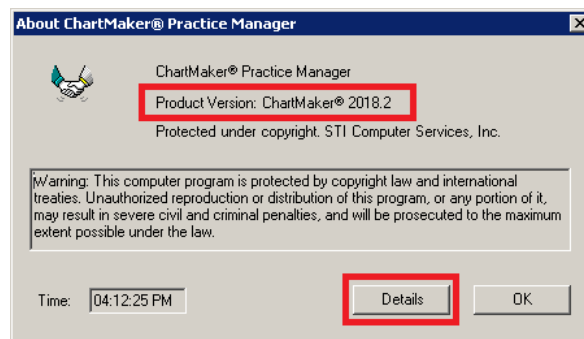 About ChartMaker® Practice Manager
ChartMaker® Practice Manager
Product Version: ChartMaker® 2018.2
Protected under copyright. STI Computer Services, Inc.
Warning: This computer program is protected by copyright law and international
treaties. Unauthorized reproduction or distribution of this program, or any portion of it,
may result in severe civil and criminal penalties, and will be prosecuted to the maximum
extent possible under the law.
Time: 04:12:25 PM Details OK